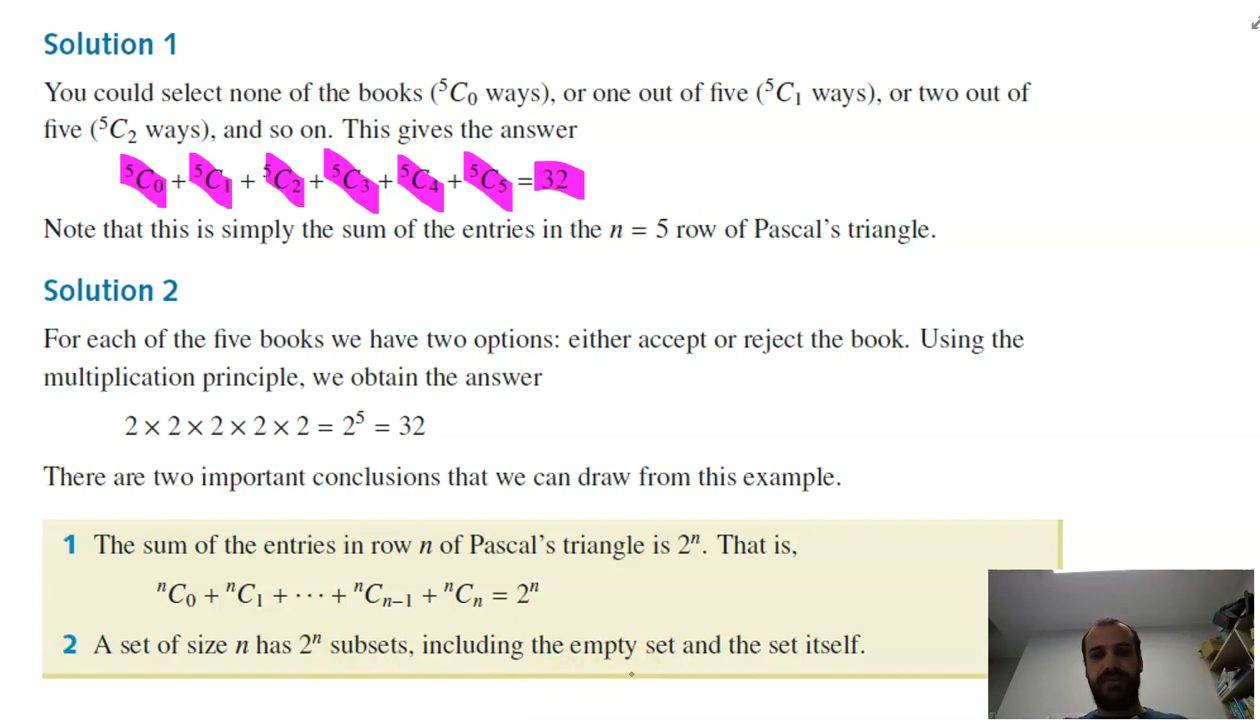 Solution 1
You could select none of the books (⁵C₀ ways), or one out of five (⁵C₁ ways), or two out of
five (⁵C₂ ways), and so on. This gives the answer
⁵C₀ + ⁵C₁ + ⁵C₂ + ⁵C₃ + ⁵C₄ + ⁵C₅ = 32
Note that this is simply the sum of the entries in the n = 5 row of Pascal’s triangle.
Solution 2
For each of the five books we have two options: either accept or reject the book. Using the
multiplication principle, we obtain the answer
2 × 2 × 2 × 2 × 2 = 2⁵ = 32
There are two important conclusions that we can draw from this example.
1 The sum of the entries in row n of Pascal’s triangle is 2ⁿ. That is,
ⁿC₀ + ⁿC₁ + ··· + ⁿCₙ₋₁ + ⁿCₙ = 2ⁿ
2 A set of size n has 2ⁿ subsets, including the empty set and the set itself.